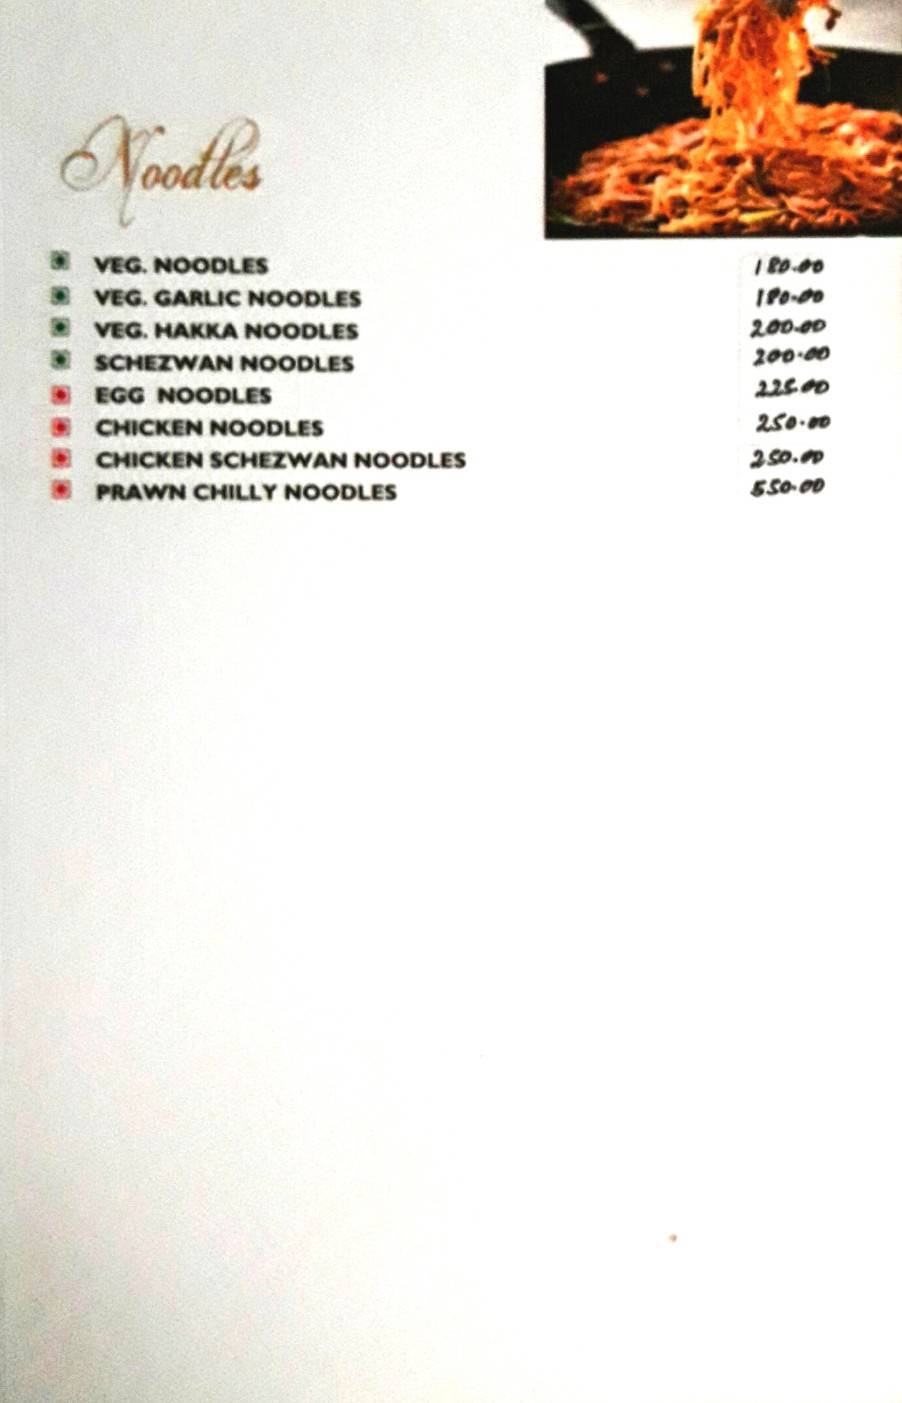 Noodles
VEG. NOODLES 180.00
VEG. GARLIC NOODLES 180.00
VEG. HAKKA NOODLES 200.00
SCHEZWAN NOODLES 200.00
EGG NOODLES 225.00
CHICKEN NOODLES 250.00
CHICKEN SCHEZWAN NOODLES 250.00
PRAWN CHILLY NOODLES 550.00